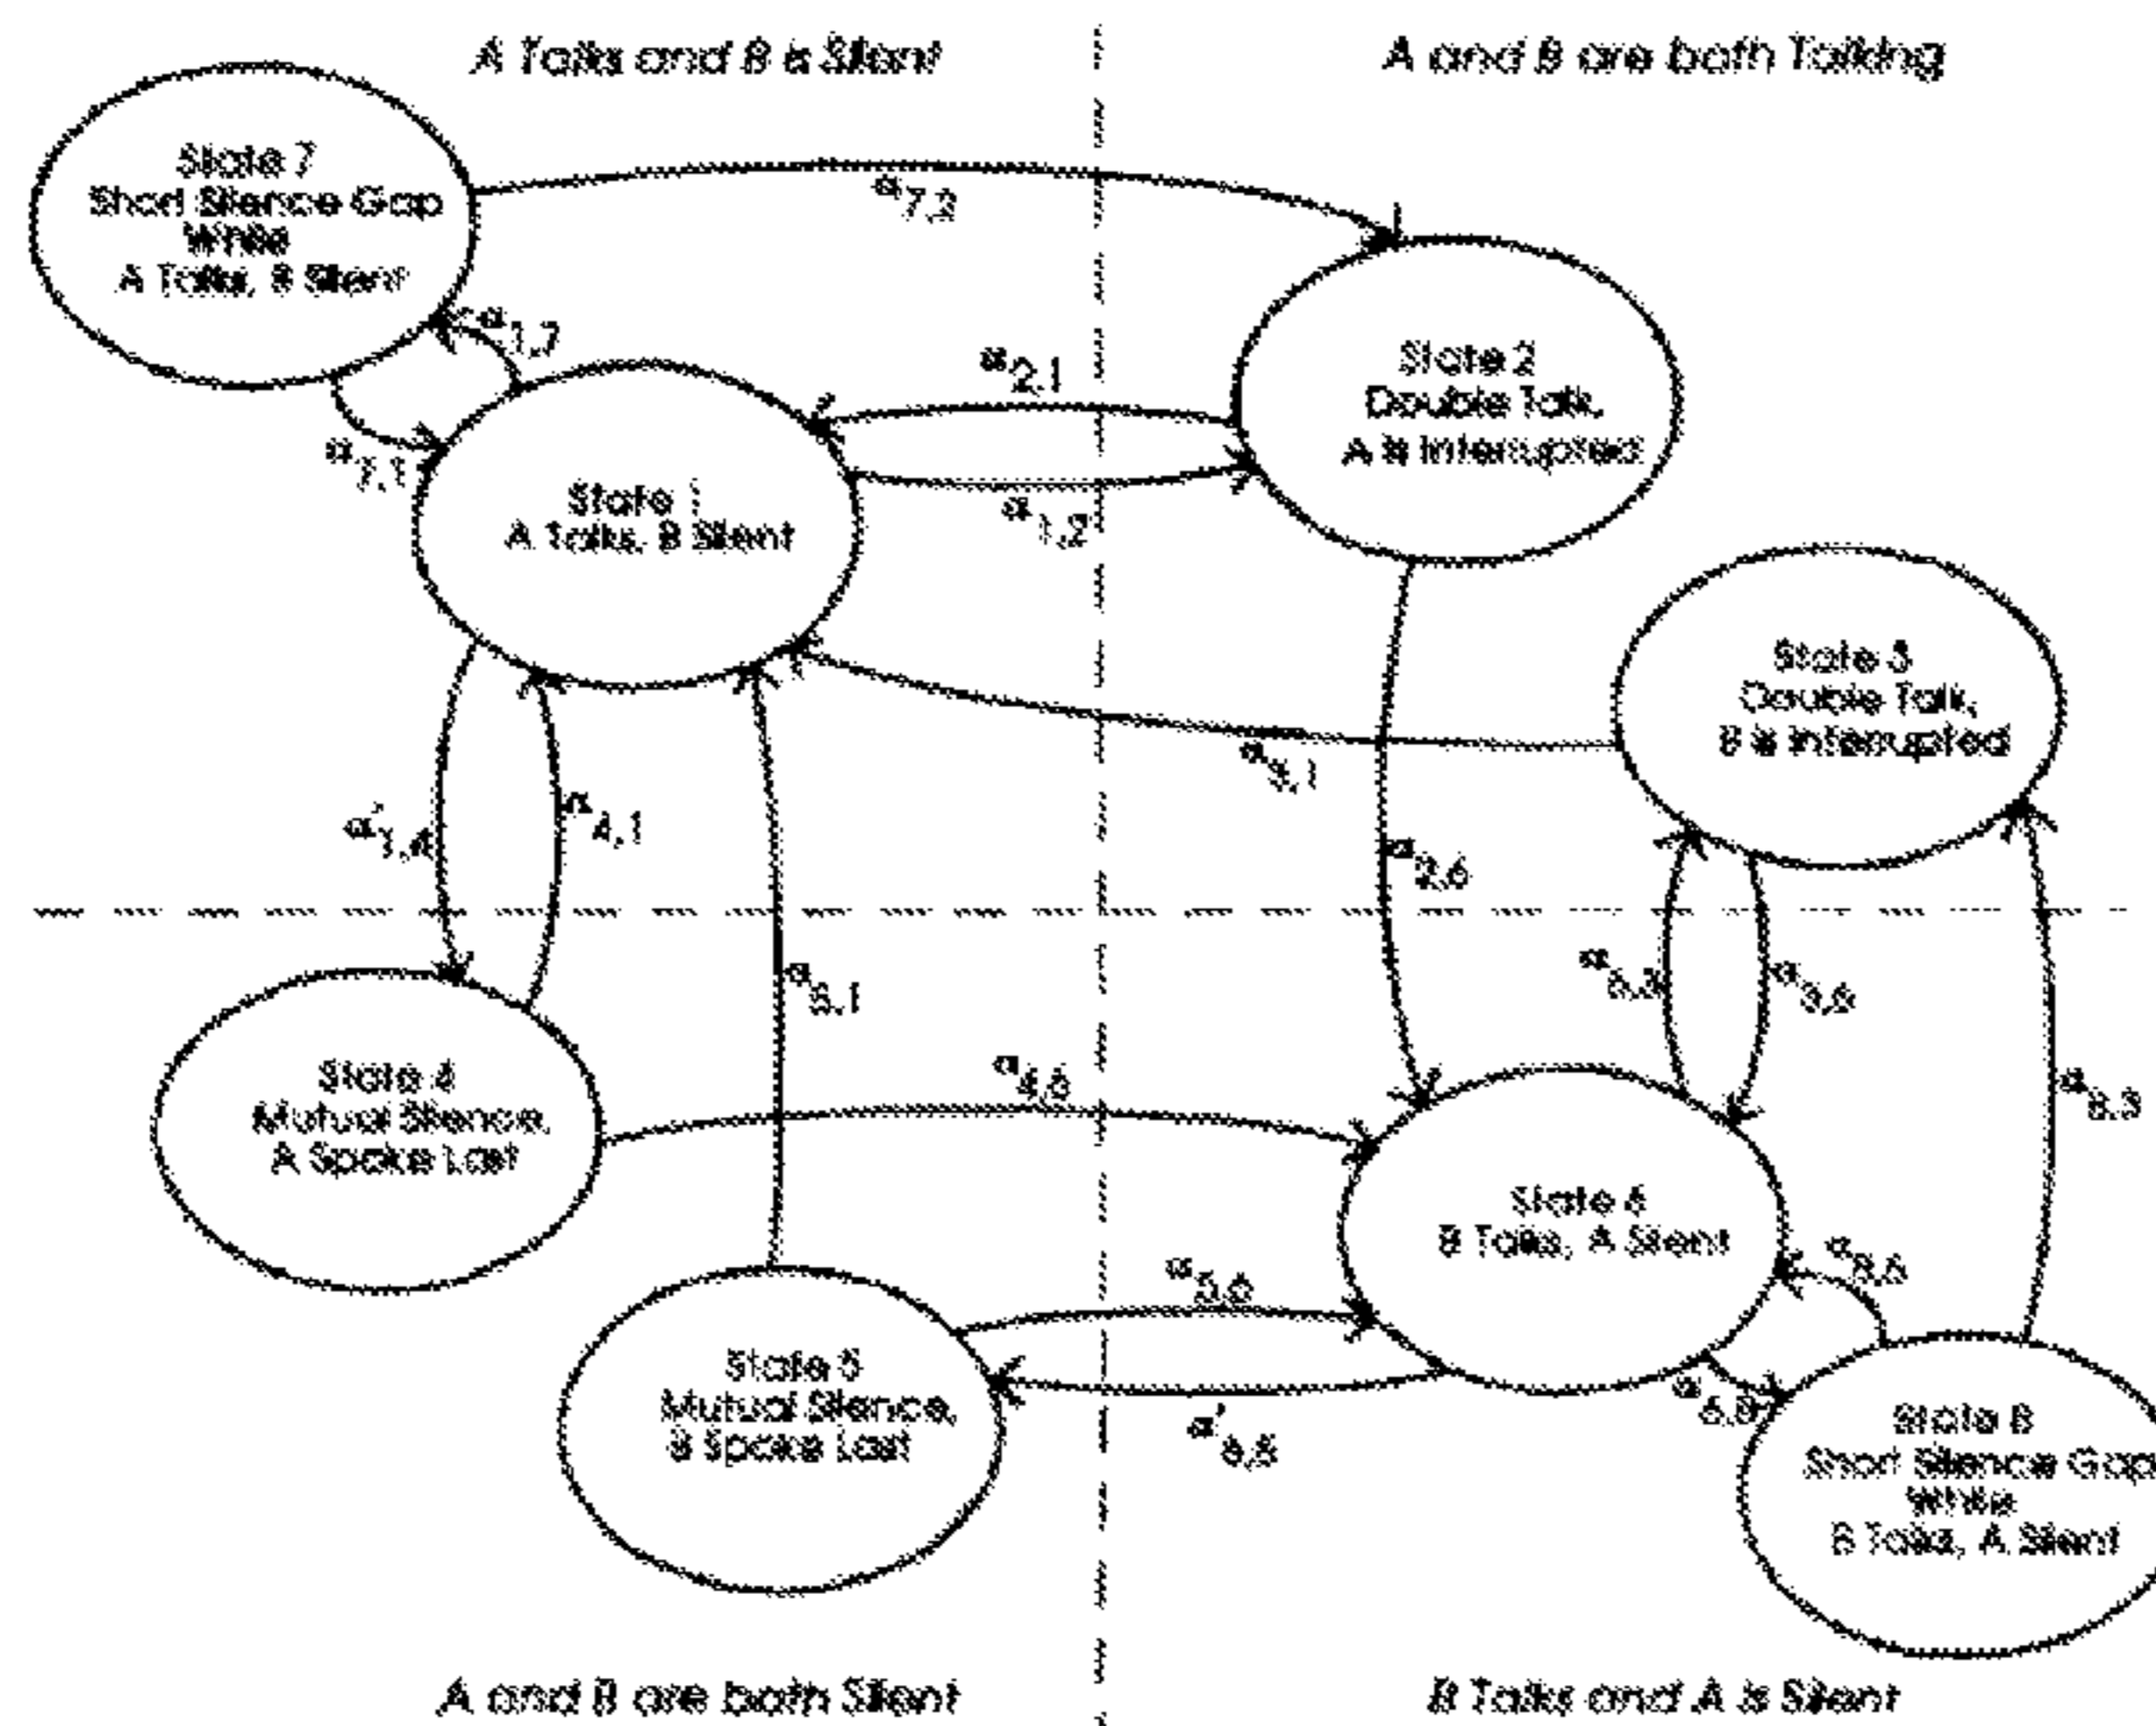 A Talks and B is Silent
A and B are both Talking
State 7
Short Silence Gap
While
A Talks, B Silent
α7,2
α1,7
α7,1
State 2
Double Talk,
A is Interrupted
α2,1
α1,2
State 1
A Talks, B Silent
State 3
Double Talk,
B is Interrupted
α3,1
α'1,4
α4,1
α2,6
α5,1
α6,3
α3,6
α8,3
State 4
Mutual Silence,
A Spoke Last
α4,6
State 6
B Talks, A Silent
α8,6
α5,6
State 5
Mutual Silence,
B Spoke Last
α'6,5
α6,8
State 8
Short Silence Gap
While
B Talks, A Silent
A and B are both Silent
B Talks and A is Silent